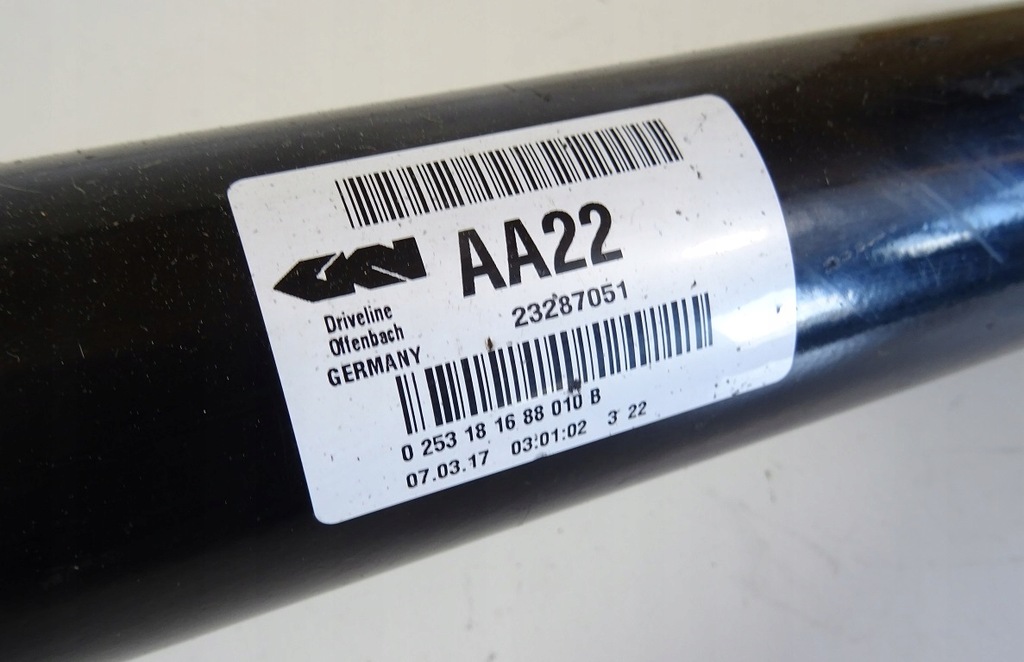 GKN
AA22
23287051
Driveline
Offenbach
GERMANY
0 253 18 16 88 010 B
07.03.17 03:01:02 3 22